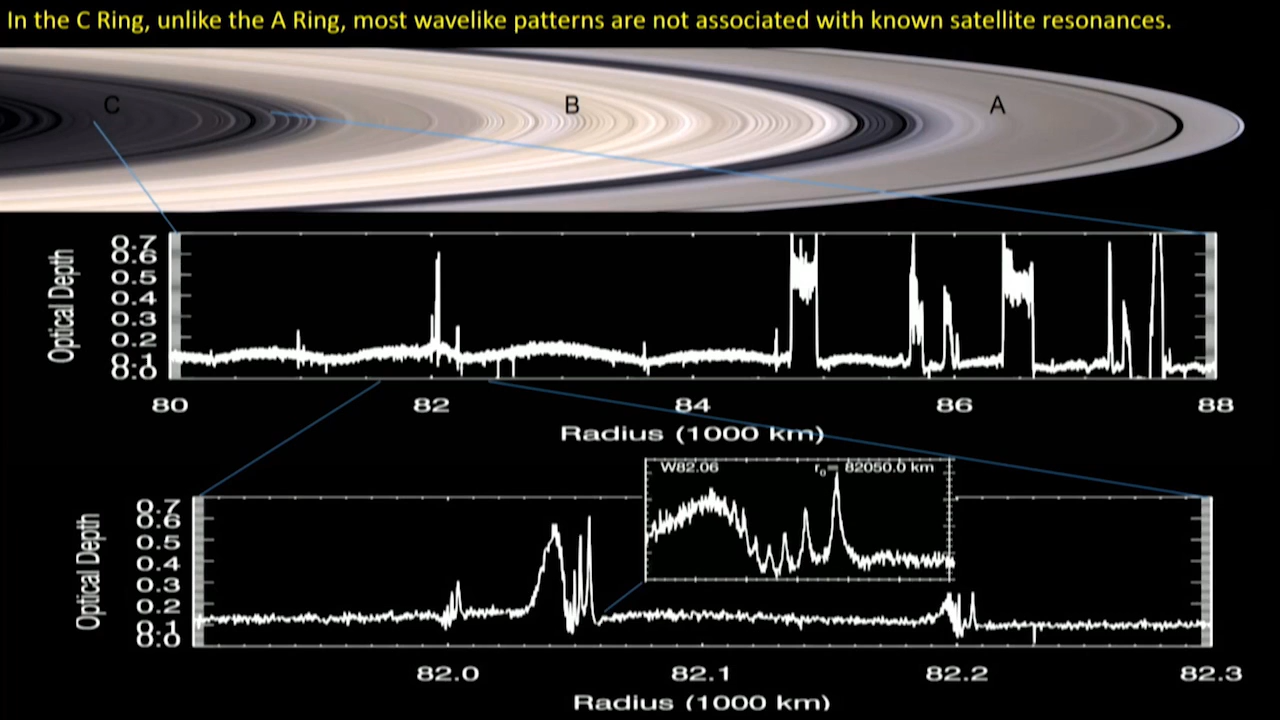 In the C Ring, unlike the A Ring, most wavelike patterns are not associated with known satellite resonances.
C B A
Optical Depth
0.7
0.6
0.5
0.4
0.3
0.2
0.1
0.0
80 82 84 86 88
Radius (1000 km)
W82.06 r₀= 82050.0 km
Optical Depth
0.7
0.6
0.5
0.4
0.3
0.2
0.1
0.0
82.0 82.1 82.2 82.3
Radius (1000 km)